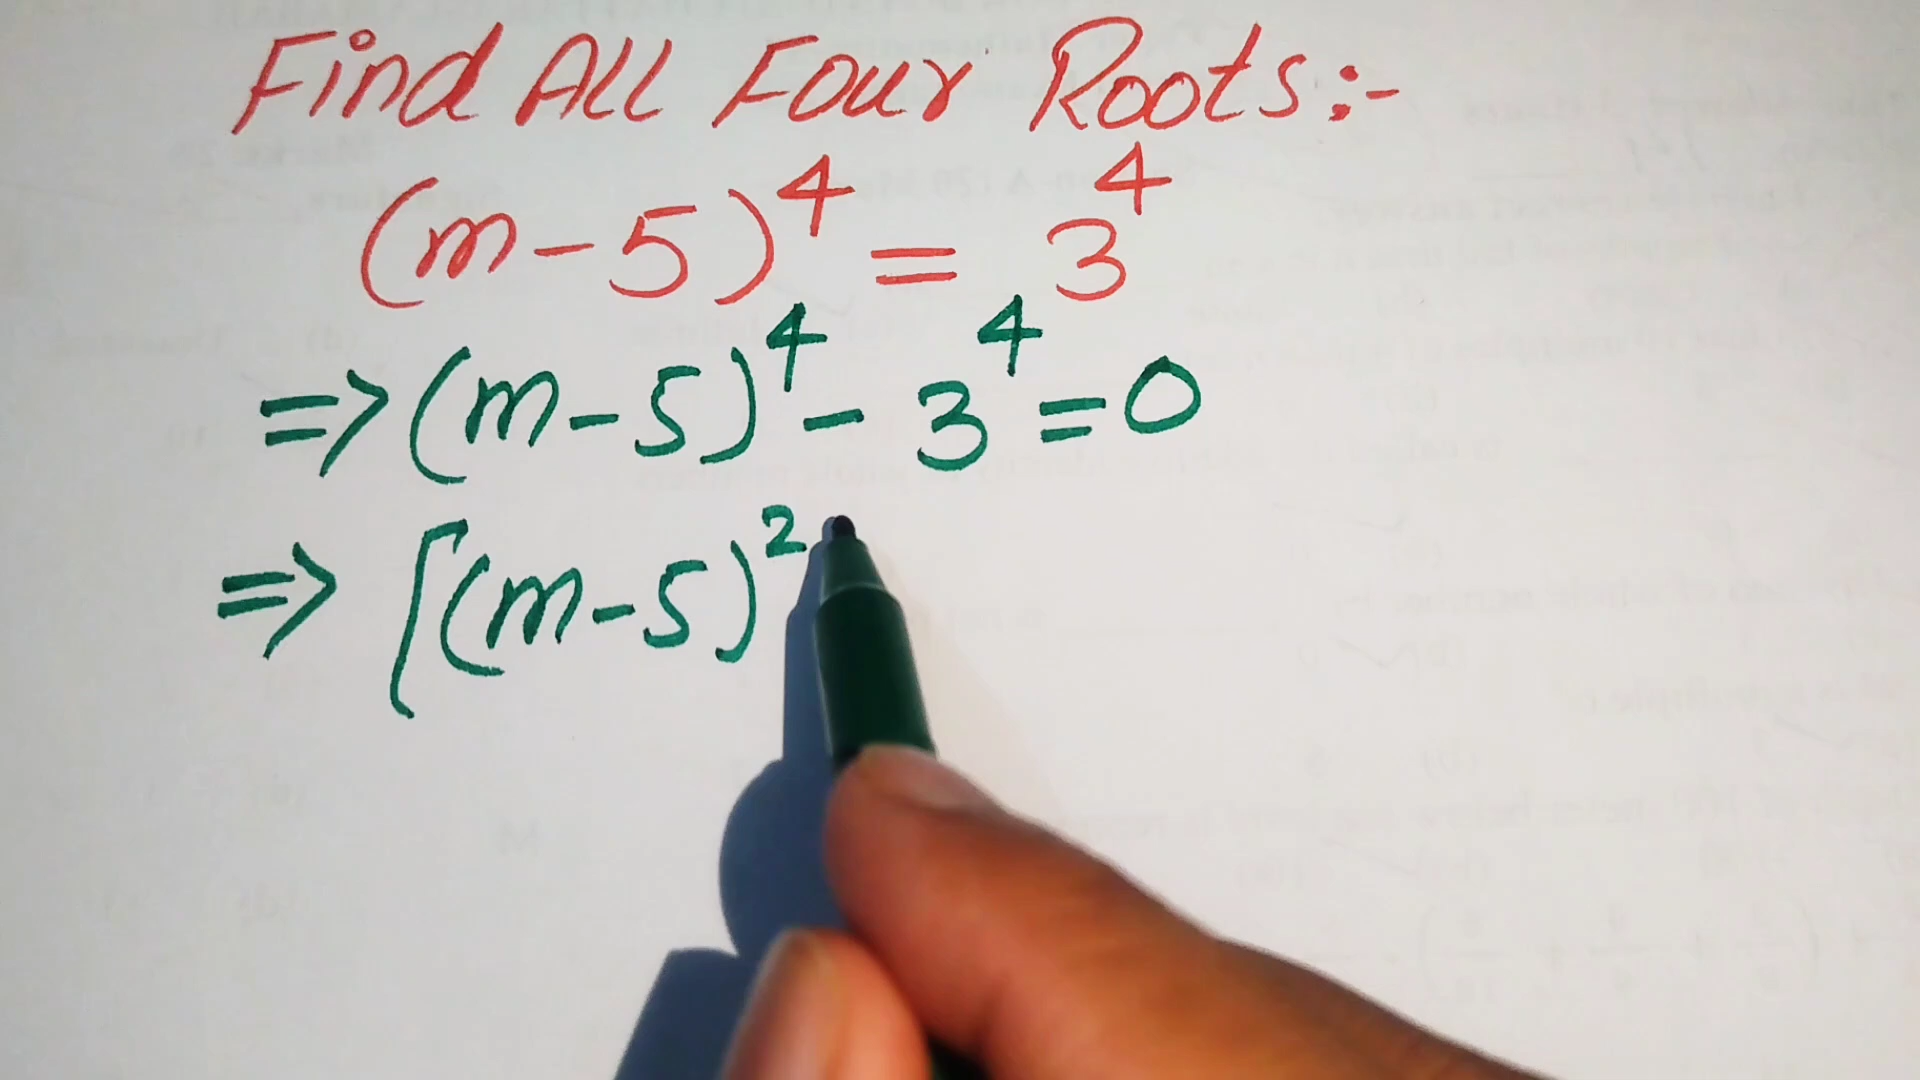 Find All Four Roots:-
(m-5)⁴ = 3⁴
=> (m-5)⁴ - 3⁴ = 0
=> [(m-5)²